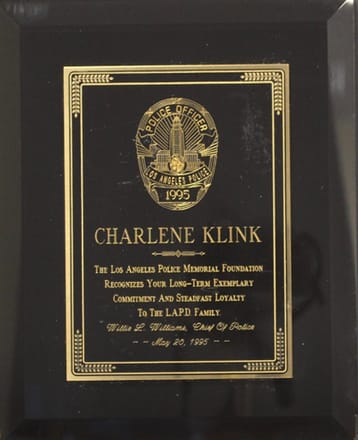 POLICE OFFICER
LOS ANGELES POLICE
1995
CHARLENE KLINK
THE LOS ANGELES POLICE MEMORIAL FOUNDATION
RECOGNIZES YOUR LONG-TERM EXEMPLARY
COMMITMENT AND STEADFAST LOYALTY
TO THE L.A.P.D. FAMILY.
Willie L. Williams, Chief Of Police
-- May 20, 1995 --